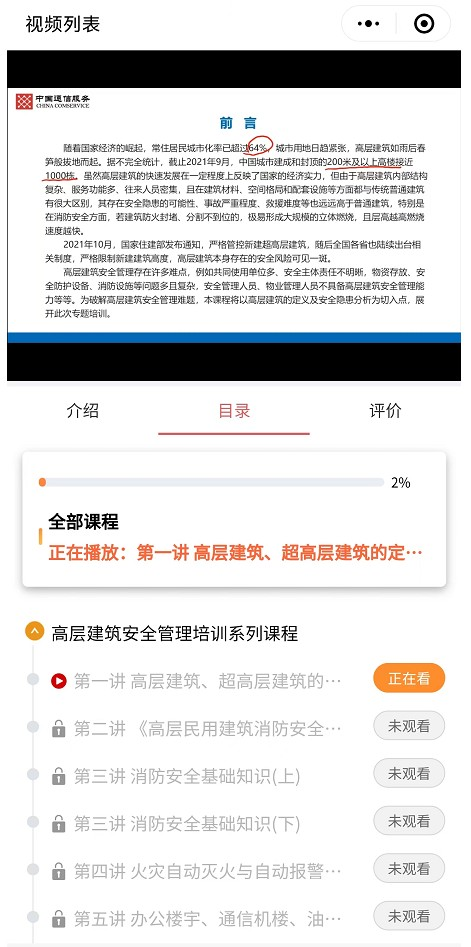 视频列表
中国通信服务
CHINA COMSERVICE
前 言
随着国家经济的崛起，常住居民城市化率已超过64%，城市用地日趋紧张，高层建筑如雨后春
笋般拔地而起。据不完全统计，截止2021年9月，中国城市建成和封顶的200米及以上高楼接近
1000栋。虽然高层建筑的快速发展在一定程度上反映了国家的经济实力，但由于高层建筑内部结构
复杂、服务功能多、往来人员密集，且在建筑材料、空间格局和配套设施等方面都与传统普通建筑
有很大区别，其存在安全隐患的可能性、事故严重程度、救援难度等也远远高于普通建筑，特别是
在消防安全方面，若建筑防火封堵、分割不到位的，极易形成大规模的立体燃烧，且层高越高燃烧
速度越快。
2021年10月，国家住建部发布通知，严格管控新建超高层建筑，随后全国各省也陆续出台相
关制度，严格限制新建建筑高度，高层建筑本身存在的安全风险可见一斑。
高层建筑安全管理存在许多难点，例如共同使用单位多、安全主体责任不明晰，物资存放、安
全防护设备、消防设施等问题多且复杂，安全管理人员、物业管理人员不具备高层建筑安全管理能
力等等。为破解高层建筑安全管理难题，本课程将以高层建筑的定义及安全隐患分析为切入点，展
开此次专题培训。
介绍 目录 评价
2%
全部课程
正在播放：第一讲 高层建筑、超高层建筑的定…
高层建筑安全管理培训系列课程
第一讲 高层建筑、超高层建筑的… 正在看
第二讲 《高层民用建筑消防安全… 未观看
第三讲 消防安全基础知识(上) 未观看
第三讲 消防安全基础知识(下) 未观看
第四讲 火灾自动灭火与自动报警… 未观看
第五讲 办公楼宇、通信机楼、油… 未观看